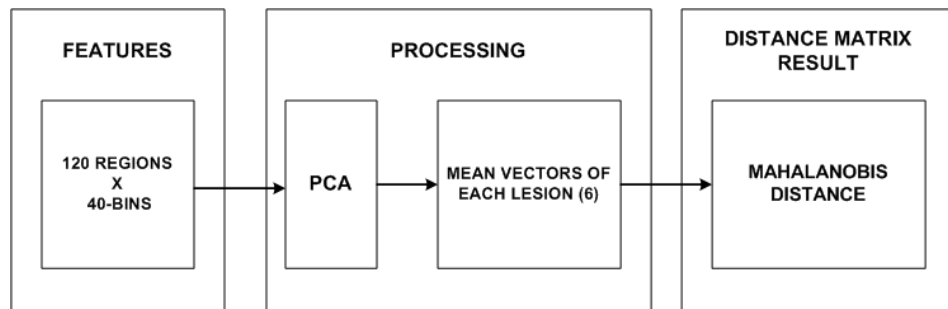 FEATURES
120 REGIONS
X
40-BINS
PROCESSING
PCA
MEAN VECTORS OF
EACH LESION (6)
DISTANCE MATRIX
RESULT
MAHALANOBIS
DISTANCE